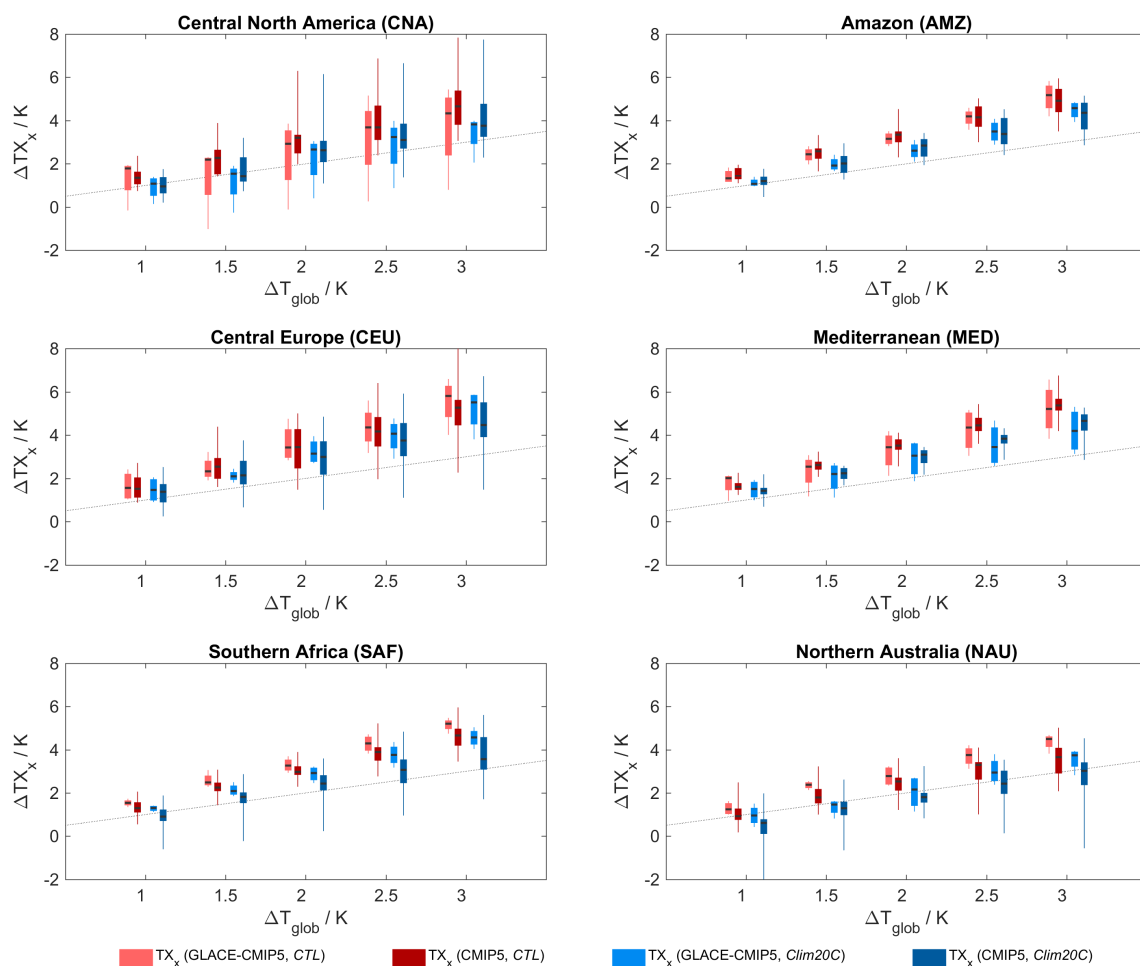 Central North America (CNA)
8
6
4
2
0
-2
ΔTXx / K
1 1.5 2 2.5 3
ΔTglob / K
Amazon (AMZ)
8
6
4
2
0
-2
ΔTXx / K
1 1.5 2 2.5 3
ΔTglob / K
Central Europe (CEU)
8
6
4
2
0
-2
ΔTXx / K
1 1.5 2 2.5 3
ΔTglob / K
Mediterranean (MED)
8
6
4
2
0
-2
ΔTXx / K
1 1.5 2 2.5 3
ΔTglob / K
Southern Africa (SAF)
8
6
4
2
0
-2
ΔTXx / K
1 1.5 2 2.5 3
ΔTglob / K
Northern Australia (NAU)
8
6
4
2
0
-2
ΔTXx / K
1 1.5 2 2.5 3
ΔTglob / K
TXx (GLACE-CMIP5, CTL) TXx (CMIP5, CTL) TXx (GLACE-CMIP5, Clim20C) TXx (CMIP5, Clim20C)